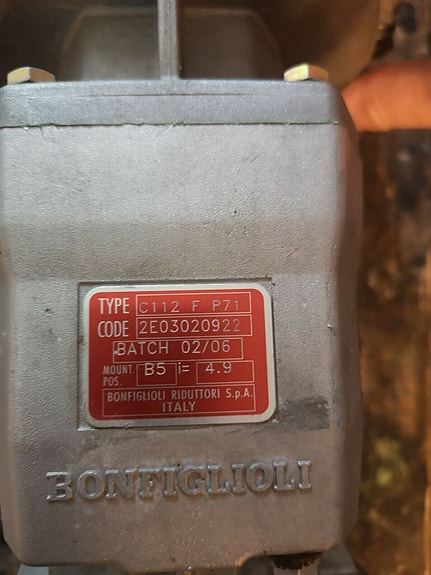 TYPE C112 F P71
CODE 2E03020922
BATCH 02/06
MOUNT. POS. B5 i= 4.9
BONFIGLIOLI RIDUTTORI S.p.A.
ITALY
BONFIGLIOLI